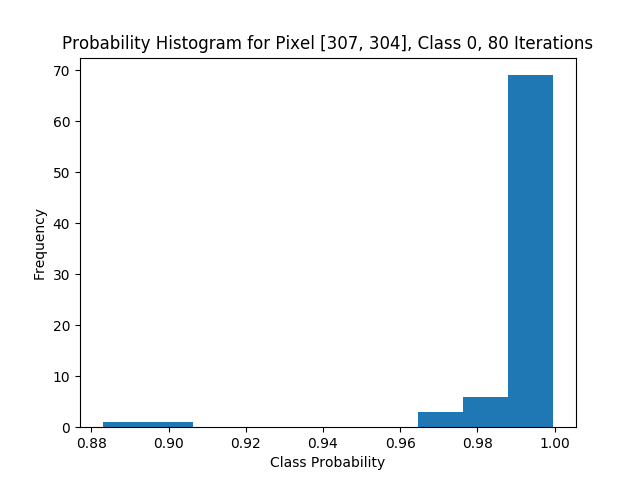 Probability Histogram for Pixel [307, 304], Class 0, 80 Iterations
70
60
50
40
30
20
10
0
Frequency
0.88 0.90 0.92 0.94 0.96 0.98 1.00
Class Probability